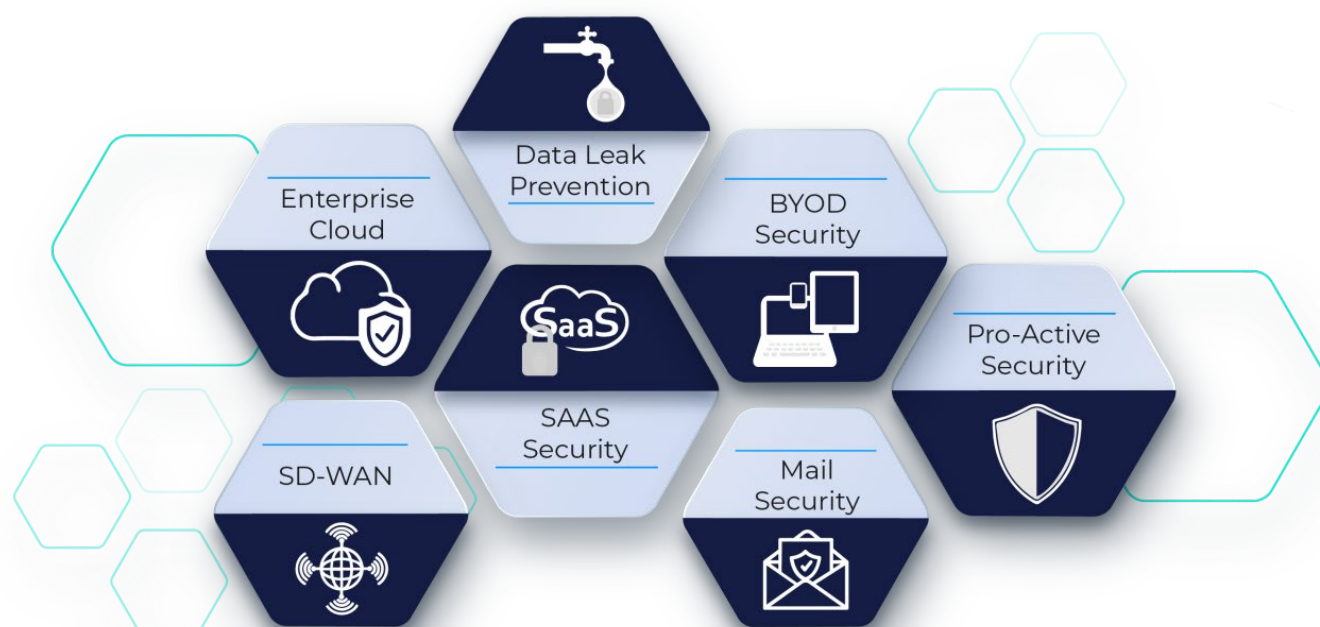 Data Leak
Prevention
Enterprise
Cloud
BYOD
Security
SaaS
Pro-Active
Security
SAAS
Security
SD-WAN
Mail
Security